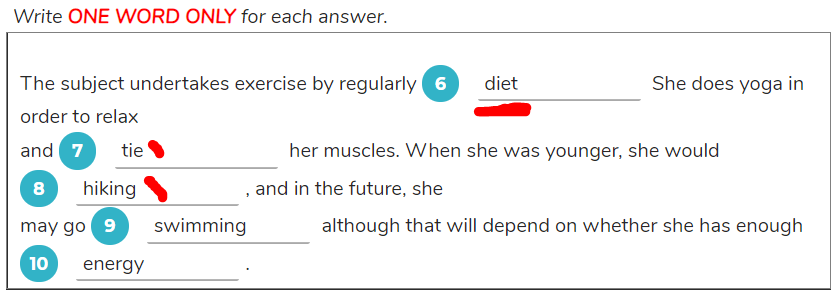 Write ONE WORD ONLY for each answer.
The subject undertakes exercise by regularly 6 diet She does yoga in
order to relax
and 7 tie her muscles. When she was younger, she would
8 hiking , and in the future, she
may go 9 swimming although that will depend on whether she has enough
10 energy .